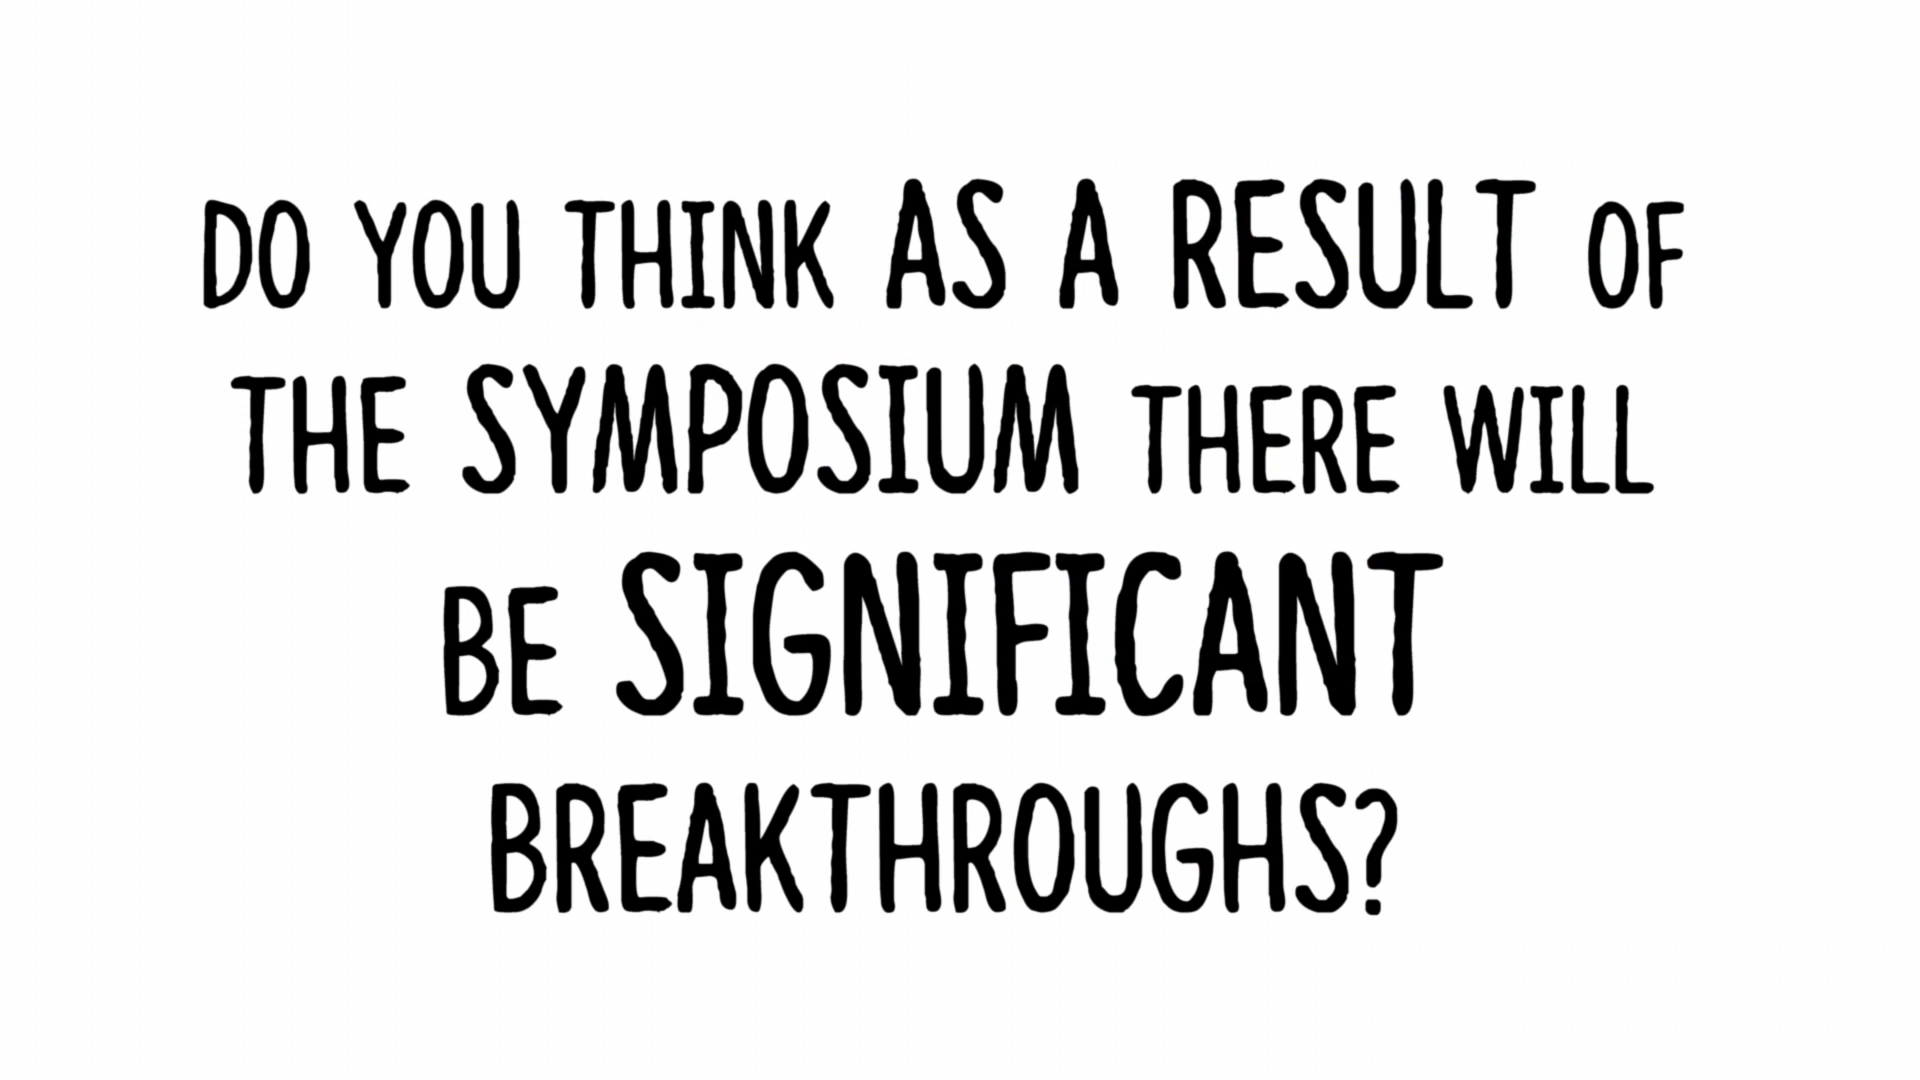 DO YOU THINK AS A RESULT OF
THE SYMPOSIUM THERE WILL
BE SIGNIFICANT
BREAKTHROUGHS?